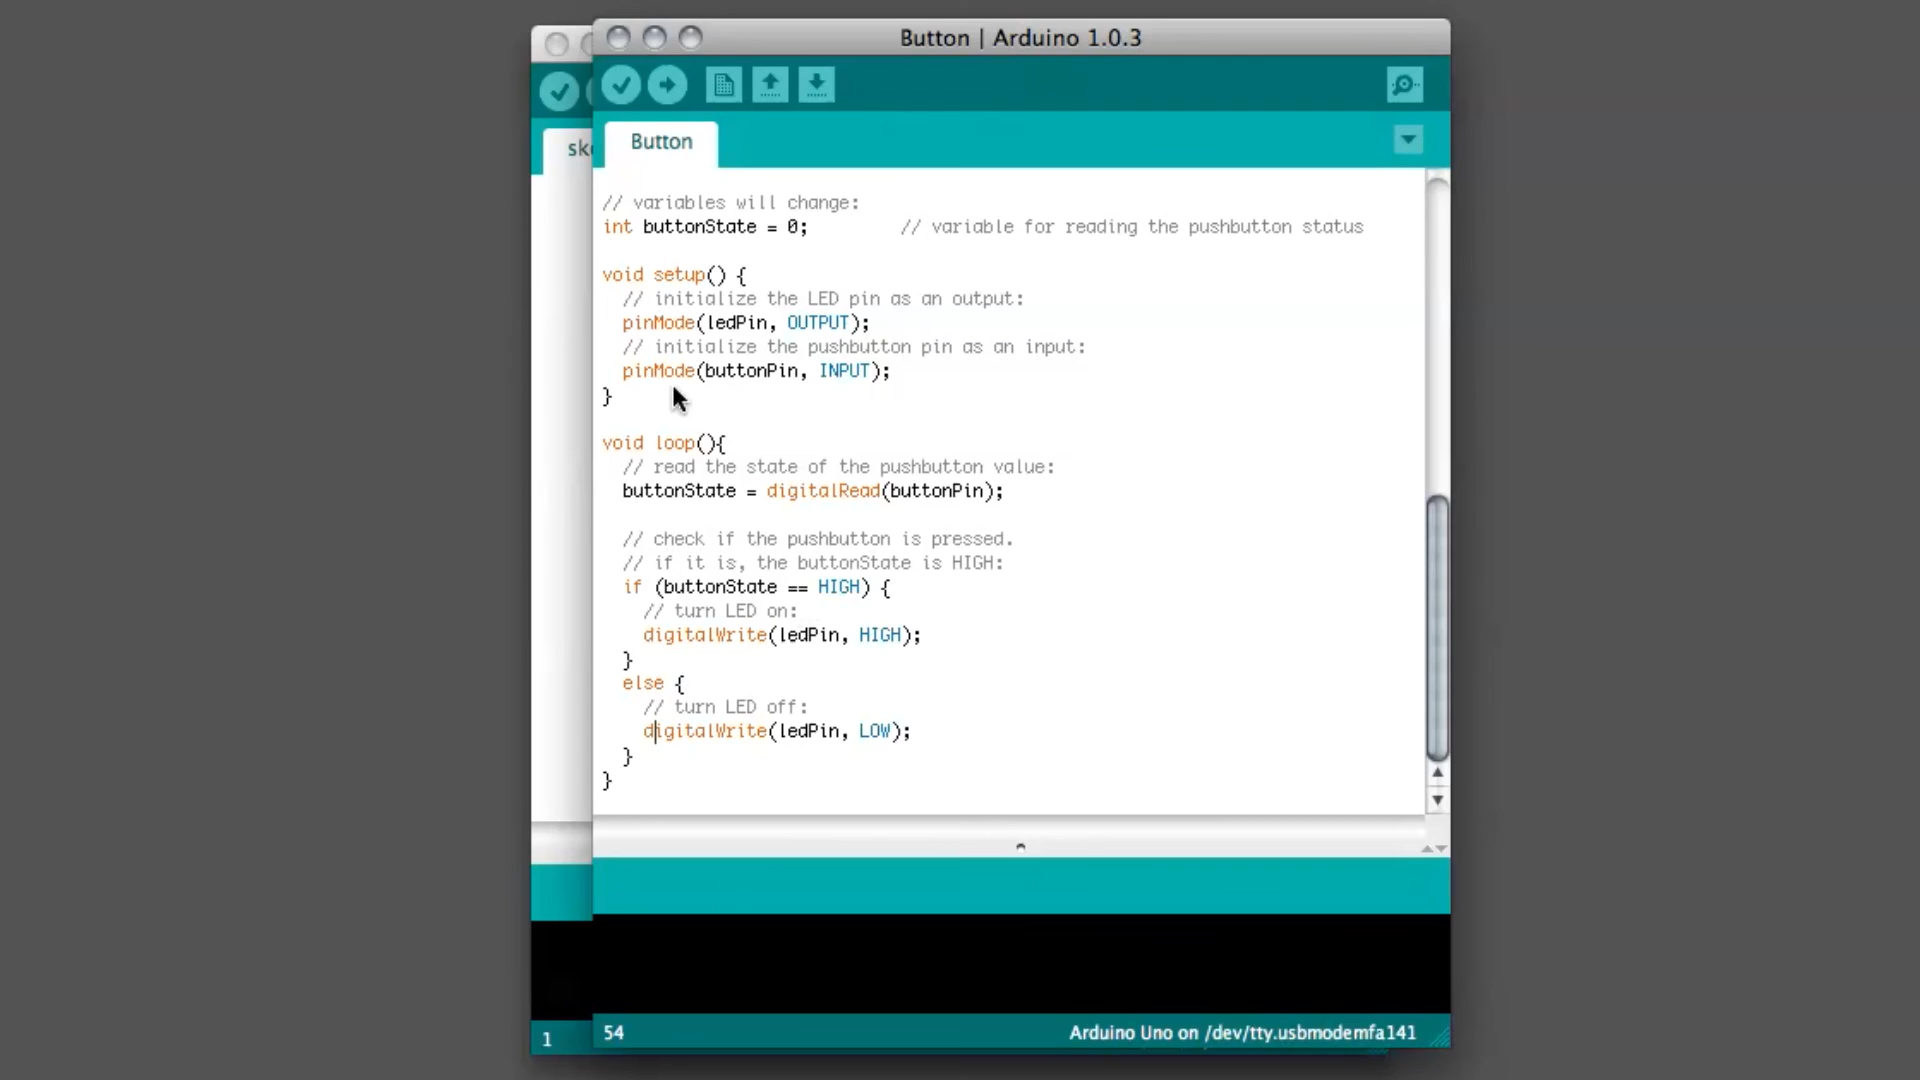 Button | Arduino 1.0.3
sk
Button
// variables will change:
int buttonState = 0;         // variable for reading the pushbutton status
void setup() {
  // initialize the LED pin as an output:
  pinMode(ledPin, OUTPUT);
  // initialize the pushbutton pin as an input:
  pinMode(buttonPin, INPUT);
}
void loop(){
  // read the state of the pushbutton value:
  buttonState = digitalRead(buttonPin);
  // check if the pushbutton is pressed.
  // if it is, the buttonState is HIGH:
  if (buttonState == HIGH) {
    // turn LED on:
    digitalWrite(ledPin, HIGH);
  }
  else {
    // turn LED off:
    digitalWrite(ledPin, LOW);
  }
}
1
54
Arduino Uno on /dev/tty.usbmodemfa141